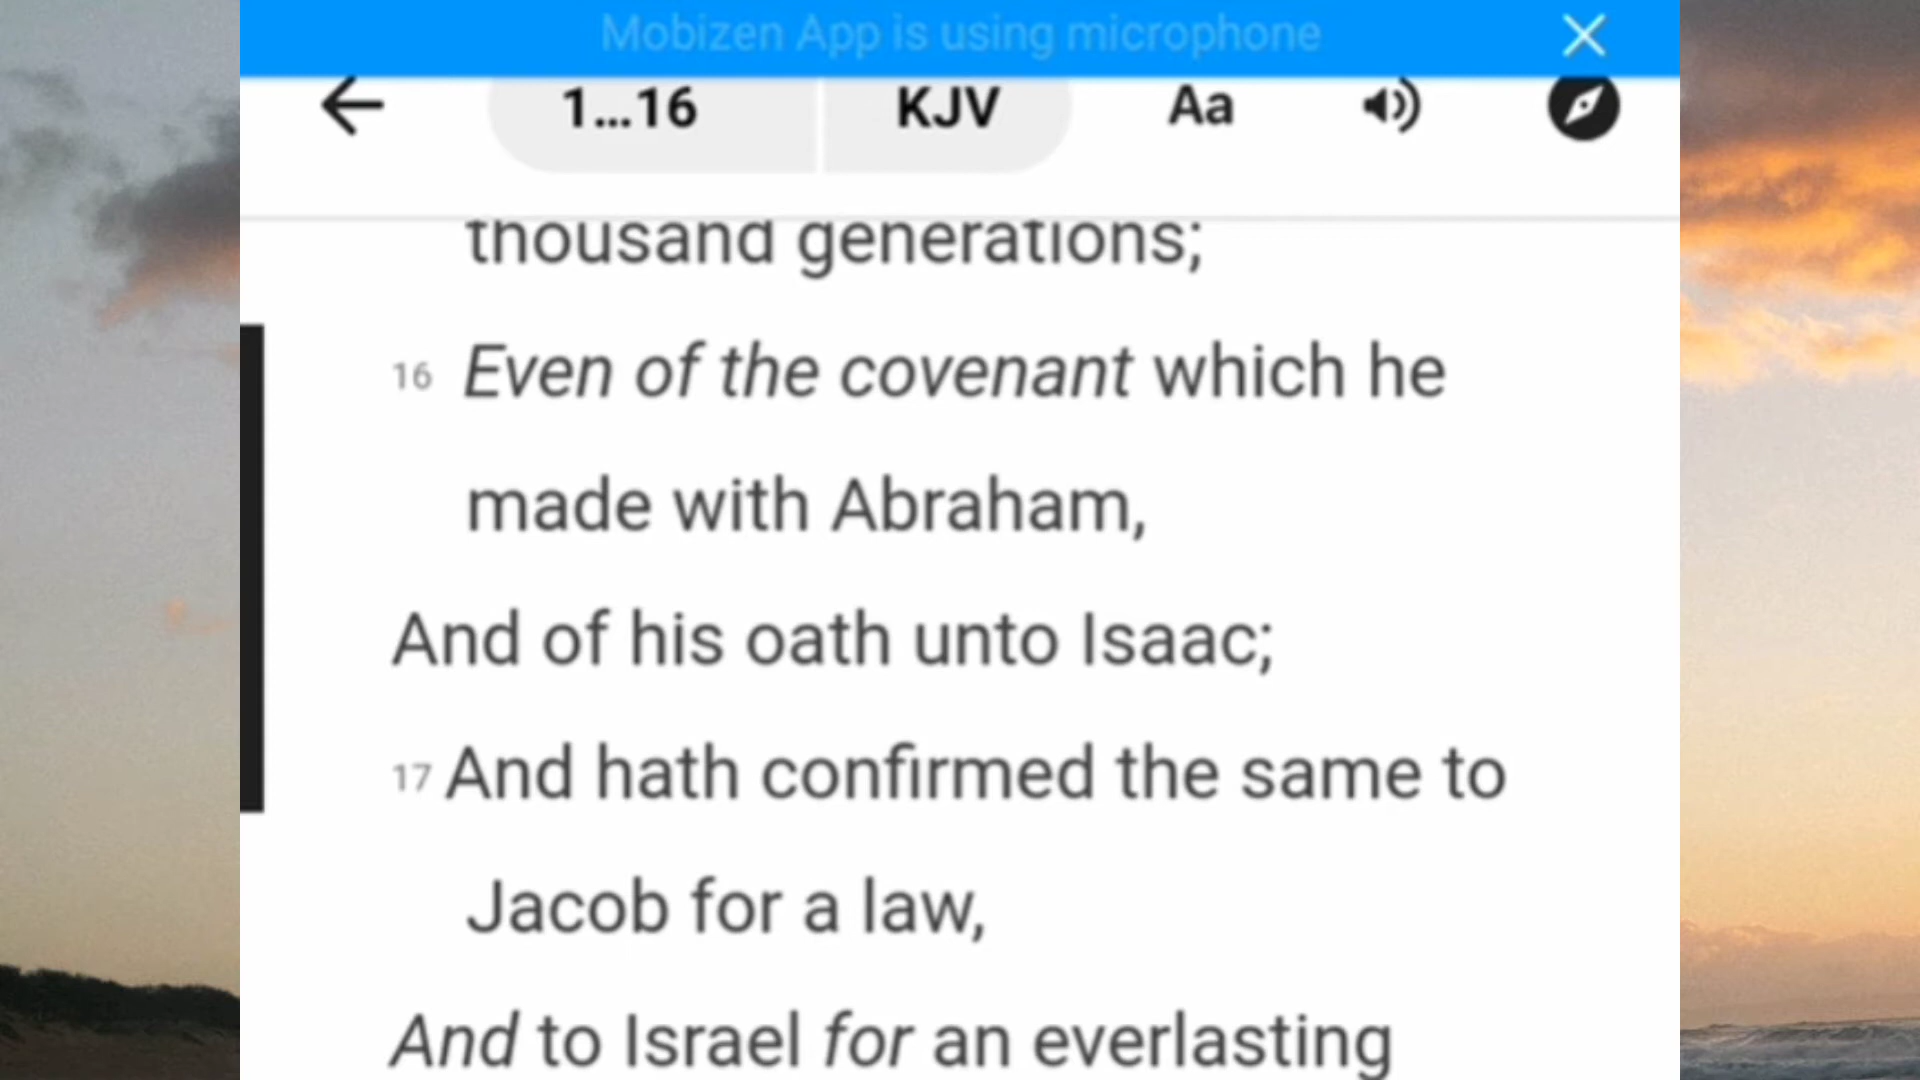 Mobizen App is using microphone
1...16 KJV Aa
thousand generations;
16 Even of the covenant which he
made with Abraham,
And of his oath unto Isaac;
17 And hath confirmed the same to
Jacob for a law,
And to Israel for an everlasting